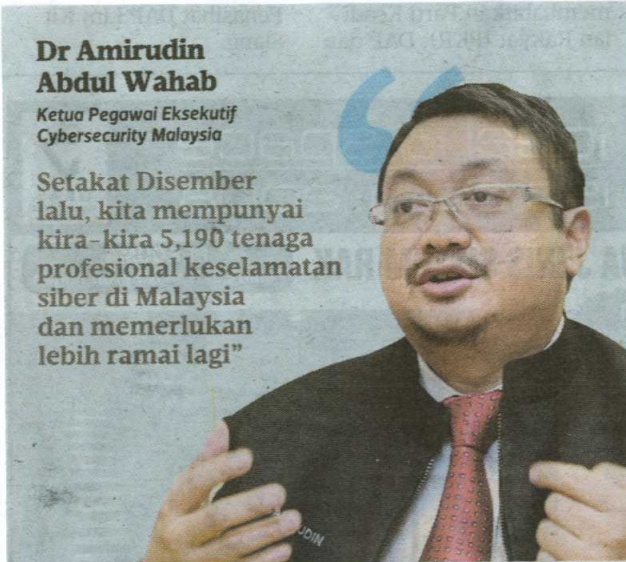 Dr Amirudin
Abdul Wahab
Ketua Pegawai Eksekutif
Cybersecurity Malaysia
Setakat Disember
lalu, kita mempunyai
kira-kira 5,190 tenaga
profesional keselamatan
siber di Malaysia
dan memerlukan
lebih ramai lagi”